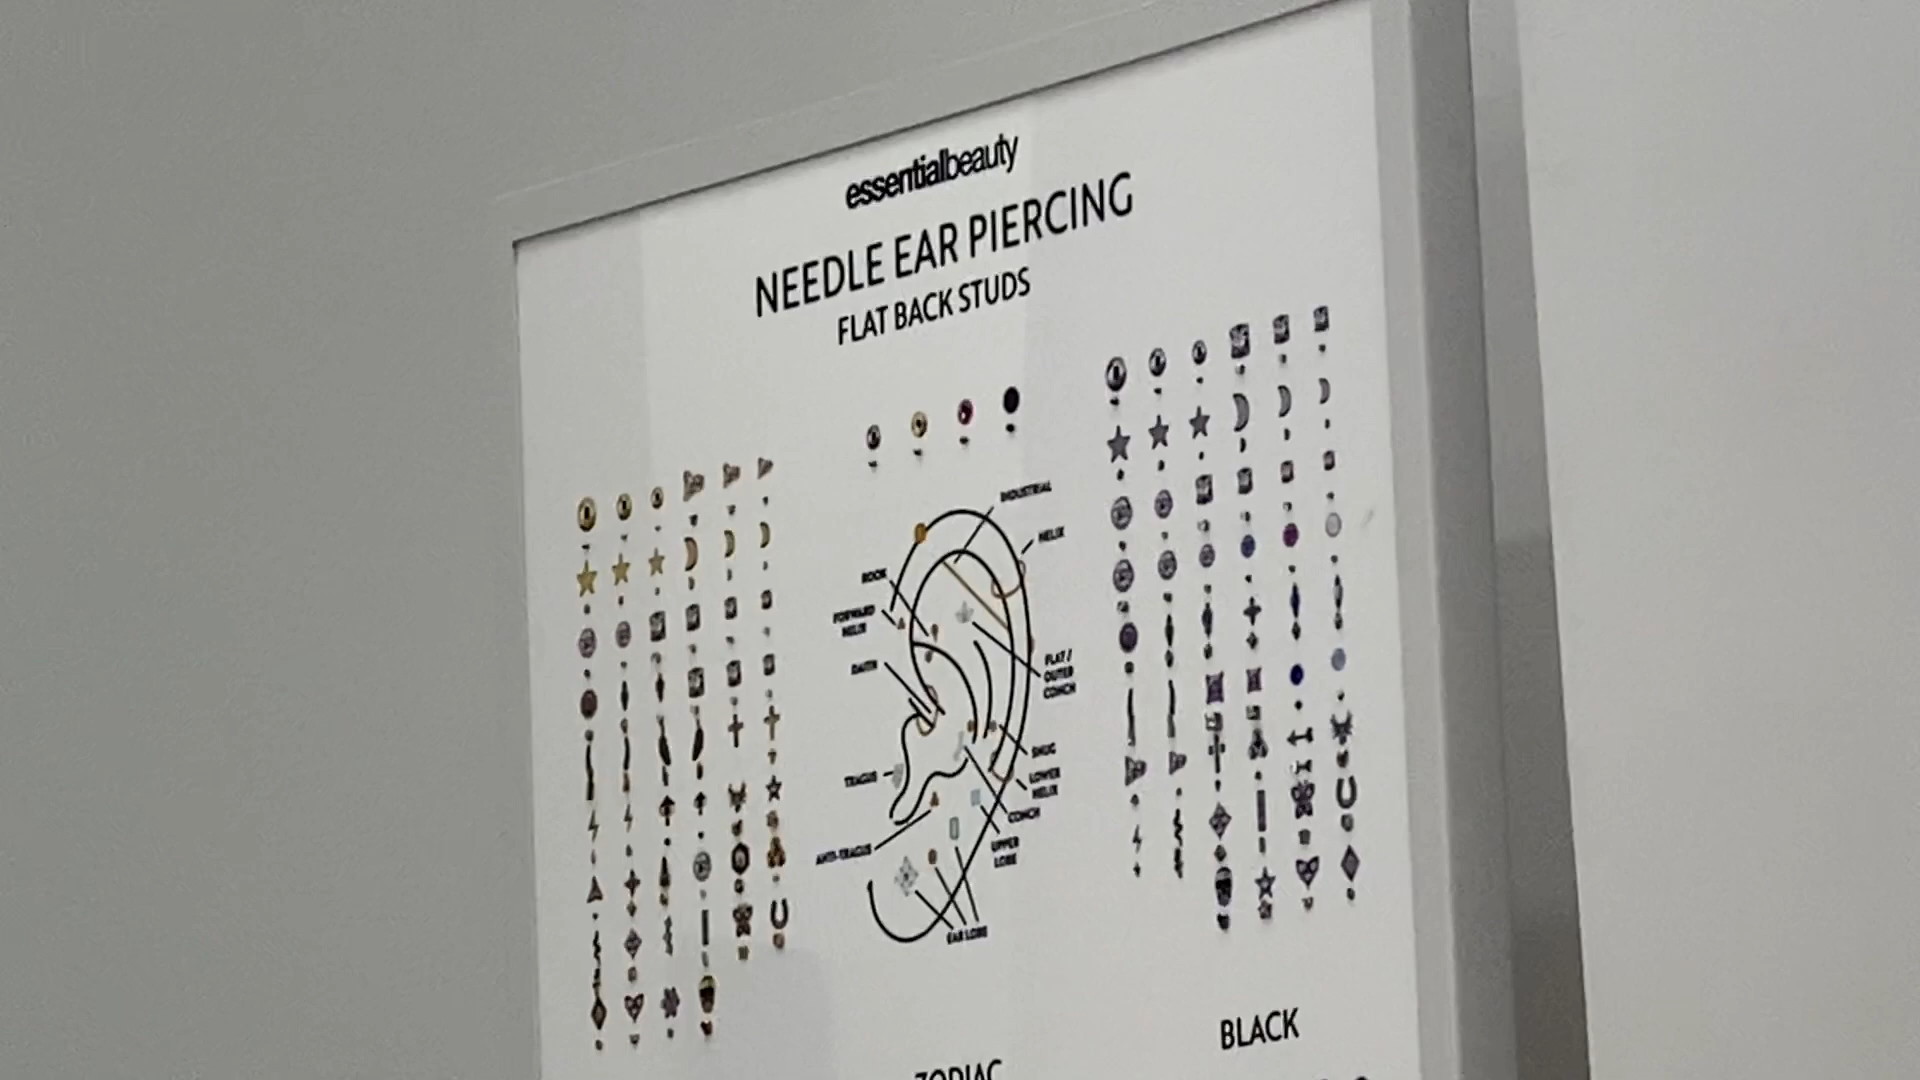 essentialbeauty
NEEDLE EAR PIERCING
FLAT BACK STUDS
INDUSTRIAL
HELIX
ROOK
FORWARD
HELIX
DAITH
FLAT /
OUTER
CONCH
SNUG
TRAGUS
LOWER
HELIX
CONCH
UPPER
LOBE
ANTI-TRAGUS
EAR LOBE
BLACK
ZODIAC